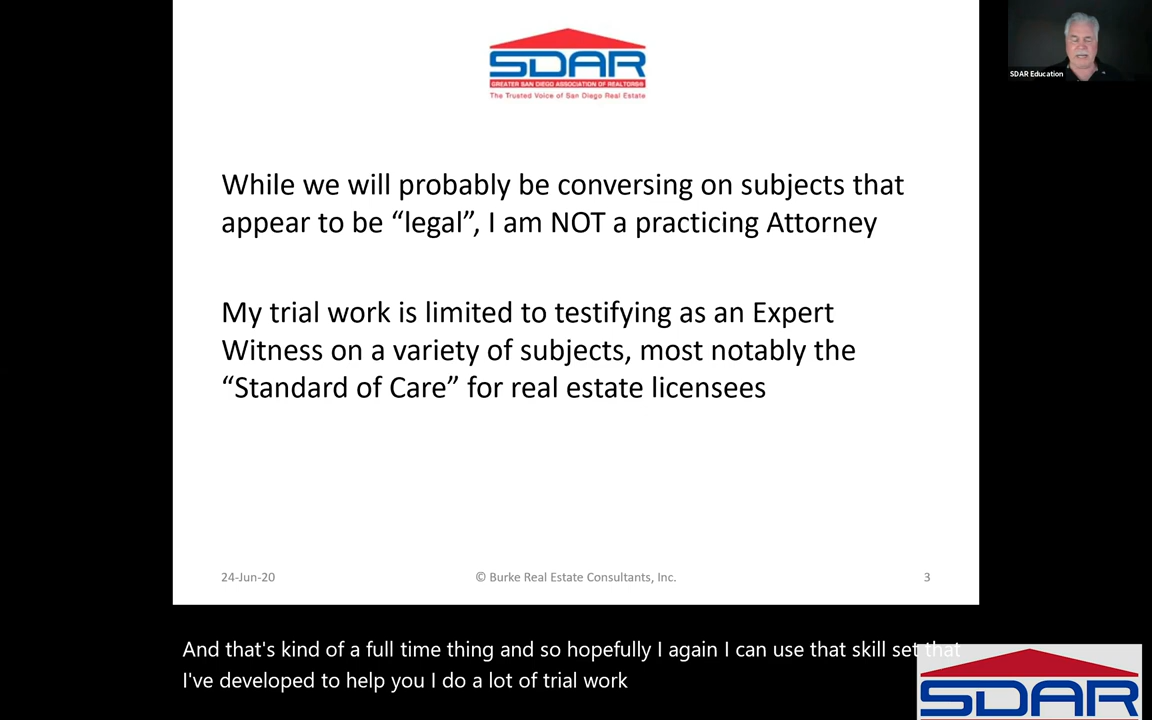 SDAR
GREATER SAN DIEGO ASSOCIATION OF REALTORS®
The Trusted Voice of San Diego Real Estate
SDAR Education
While we will probably be conversing on subjects that
appear to be “legal”, I am NOT a practicing Attorney
My trial work is limited to testifying as an Expert
Witness on a variety of subjects, most notably the
“Standard of Care” for real estate licensees
24-Jun-20
© Burke Real Estate Consultants, Inc.
3
And that's kind of a full time thing and so hopefully I again I can use that skill set that
I've developed to help you I do a lot of trial work
SDAR